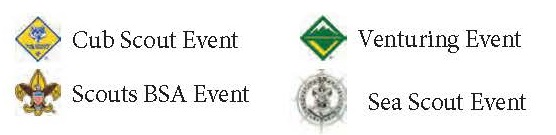 Cub Scout Event
Venturing Event
Scouts BSA Event
Sea Scout Event